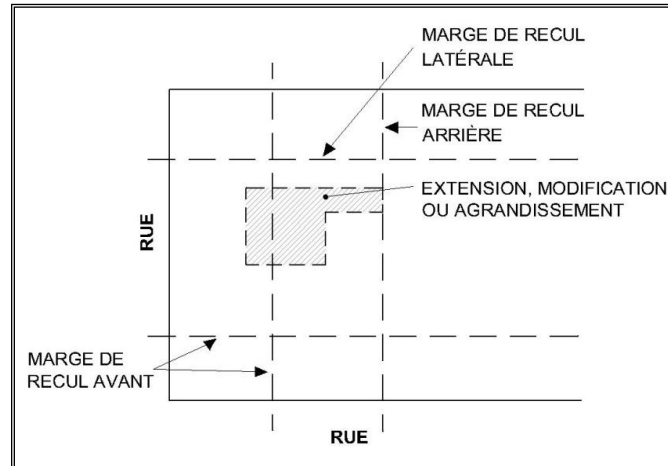 MARGE DE RECUL
LATÉRALE
MARGE DE RECUL
ARRIÈRE
EXTENSION, MODIFICATION
OU AGRANDISSEMENT
RUE
MARGE DE
RECUL AVANT
RUE